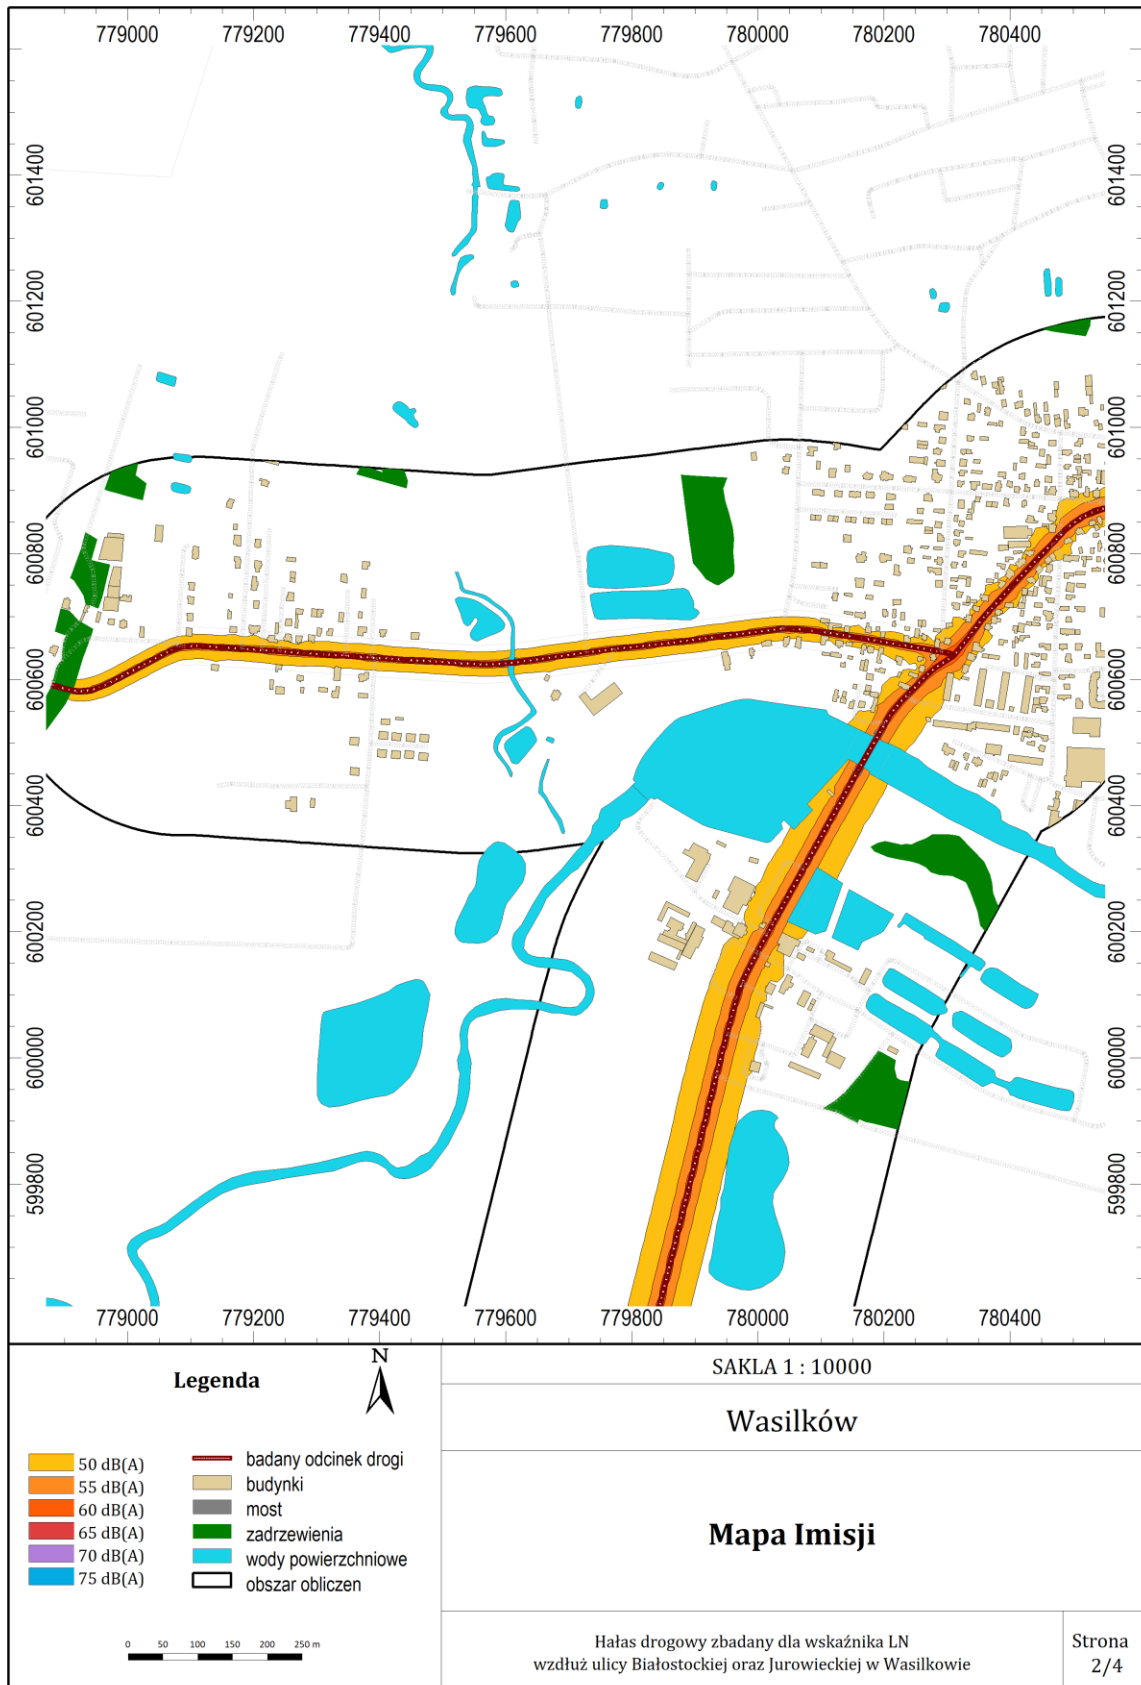 779000 779200 779400 779600 779800 780000 780200 780400
601400 601400
601200 601200
601000 601000
600800 600800
600600 600600
600400 600400
600200 600200
600000 600000
599800 599800
779000 779200 779400 779600 779800 780000 780200 780400
Legenda
N
50 dB(A)
55 dB(A)
60 dB(A)
65 dB(A)
70 dB(A)
75 dB(A)
badany odcinek drogi
budynki
most
zadrzewienia
wody powierzchniowe
obszar obliczen
0 50 100 150 200 250 m
SAKLA 1 : 10000
Wasilków
Mapa Imisji
Hałas drogowy zbadany dla wskaźnika LN
wzdłuż ulicy Białostockiej oraz Jurowieckiej w Wasilkowie
Strona
2/4